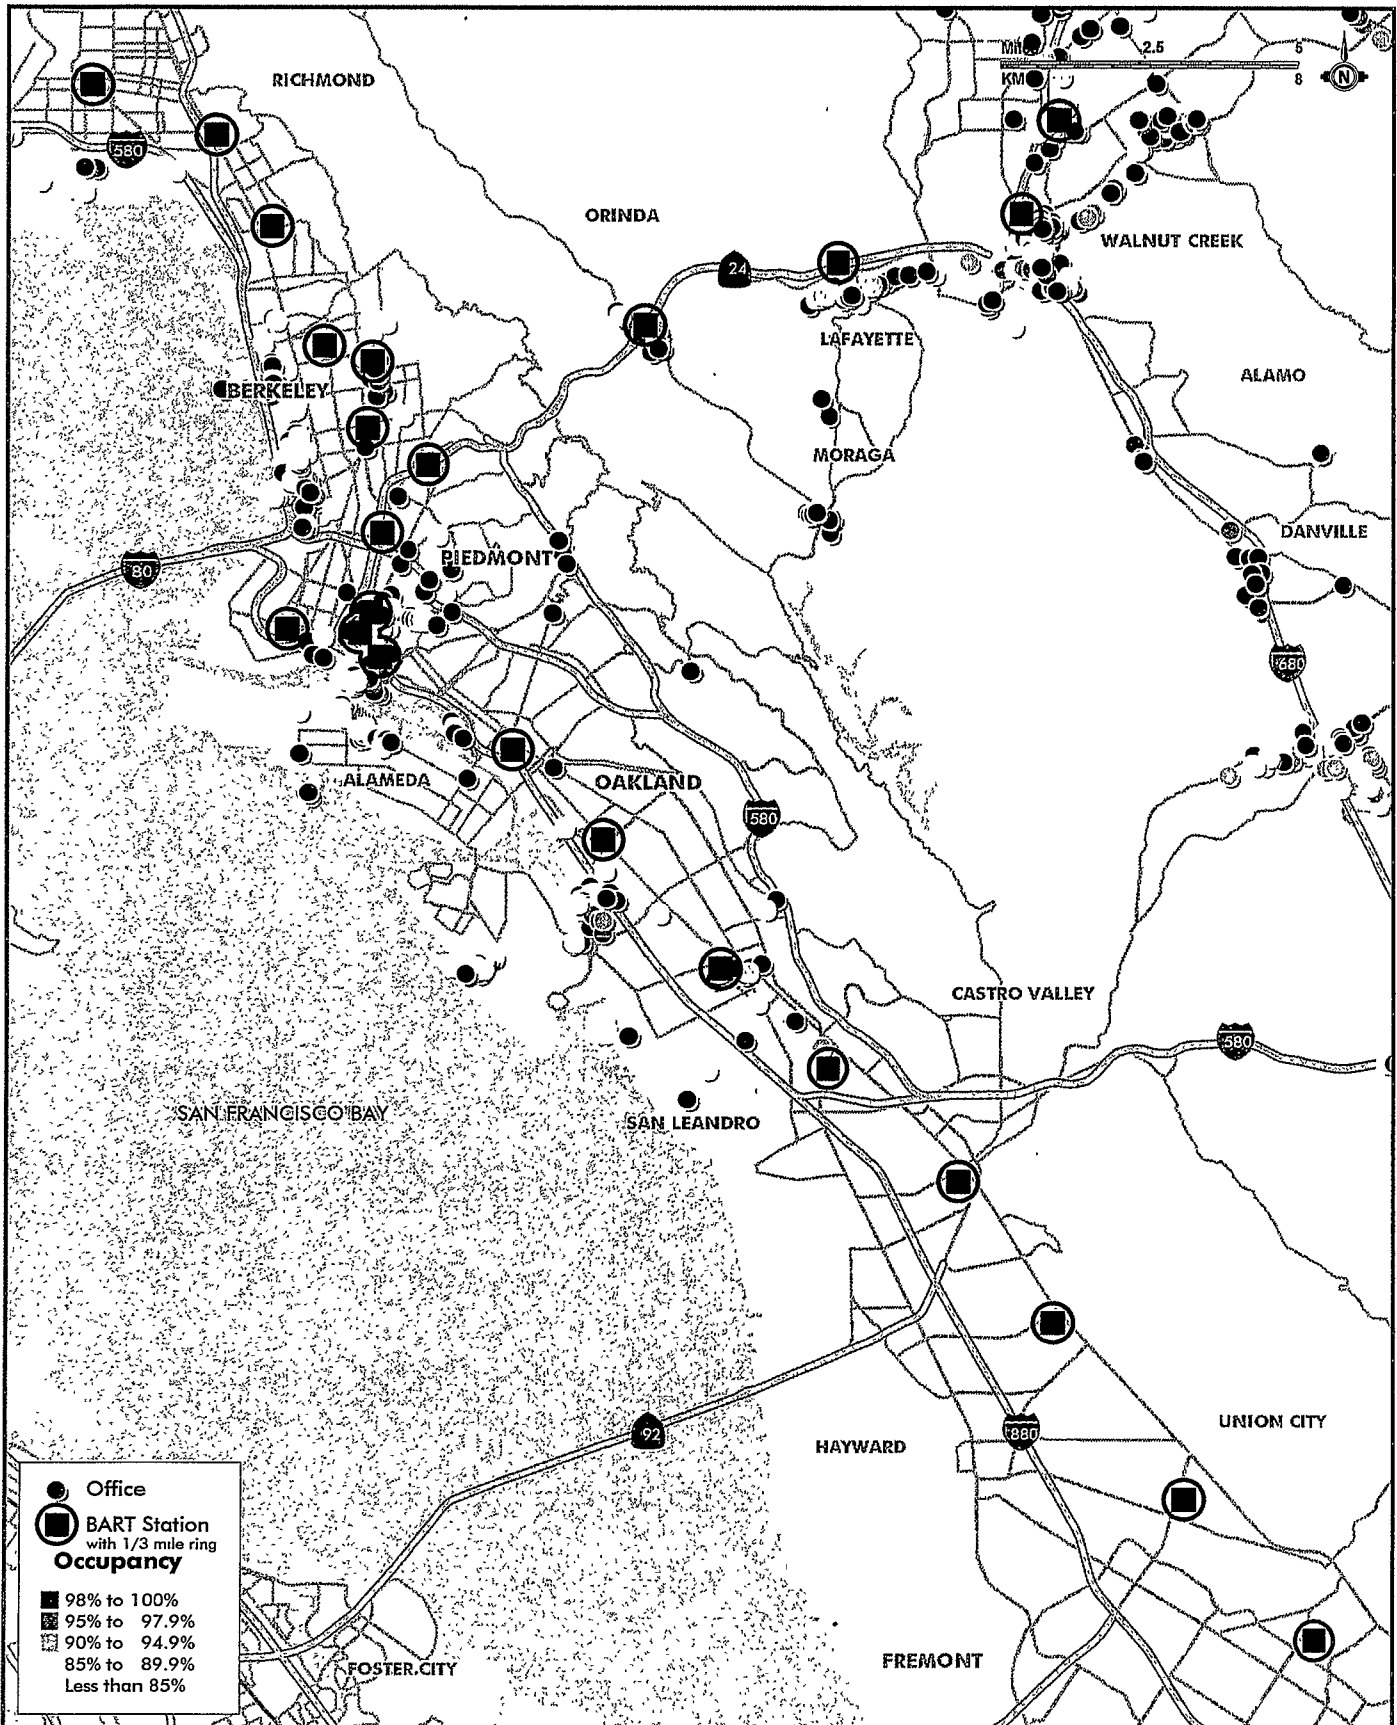 RICHMOND
Miles 2.5 5
KM 8
N
580
ORINDA
WALNUT CREEK
24
LAFAYETTE
BERKELEY
ALAMO
MORAGA
DANVILLE
PIEDMONT
80
680
ALAMEDA
OAKLAND
580
CASTRO VALLEY
580
SAN FRANCISCO BAY
SAN LEANDRO
UNION CITY
92
880
HAYWARD
Office
BART Station
with 1/3 mile ring
Occupancy
98% to 100%
95% to 97.9%
90% to 94.9%
85% to 89.9%
Less than 85%
FOSTER CITY
FREMONT